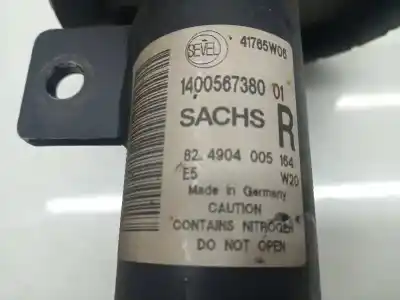 SEVEL 41765W06
1400567380 01
SACHS R
82 4904 005 164
E5 W20
Made in Germany
CAUTION
CONTAINS NITROGEN
DO NOT OPEN